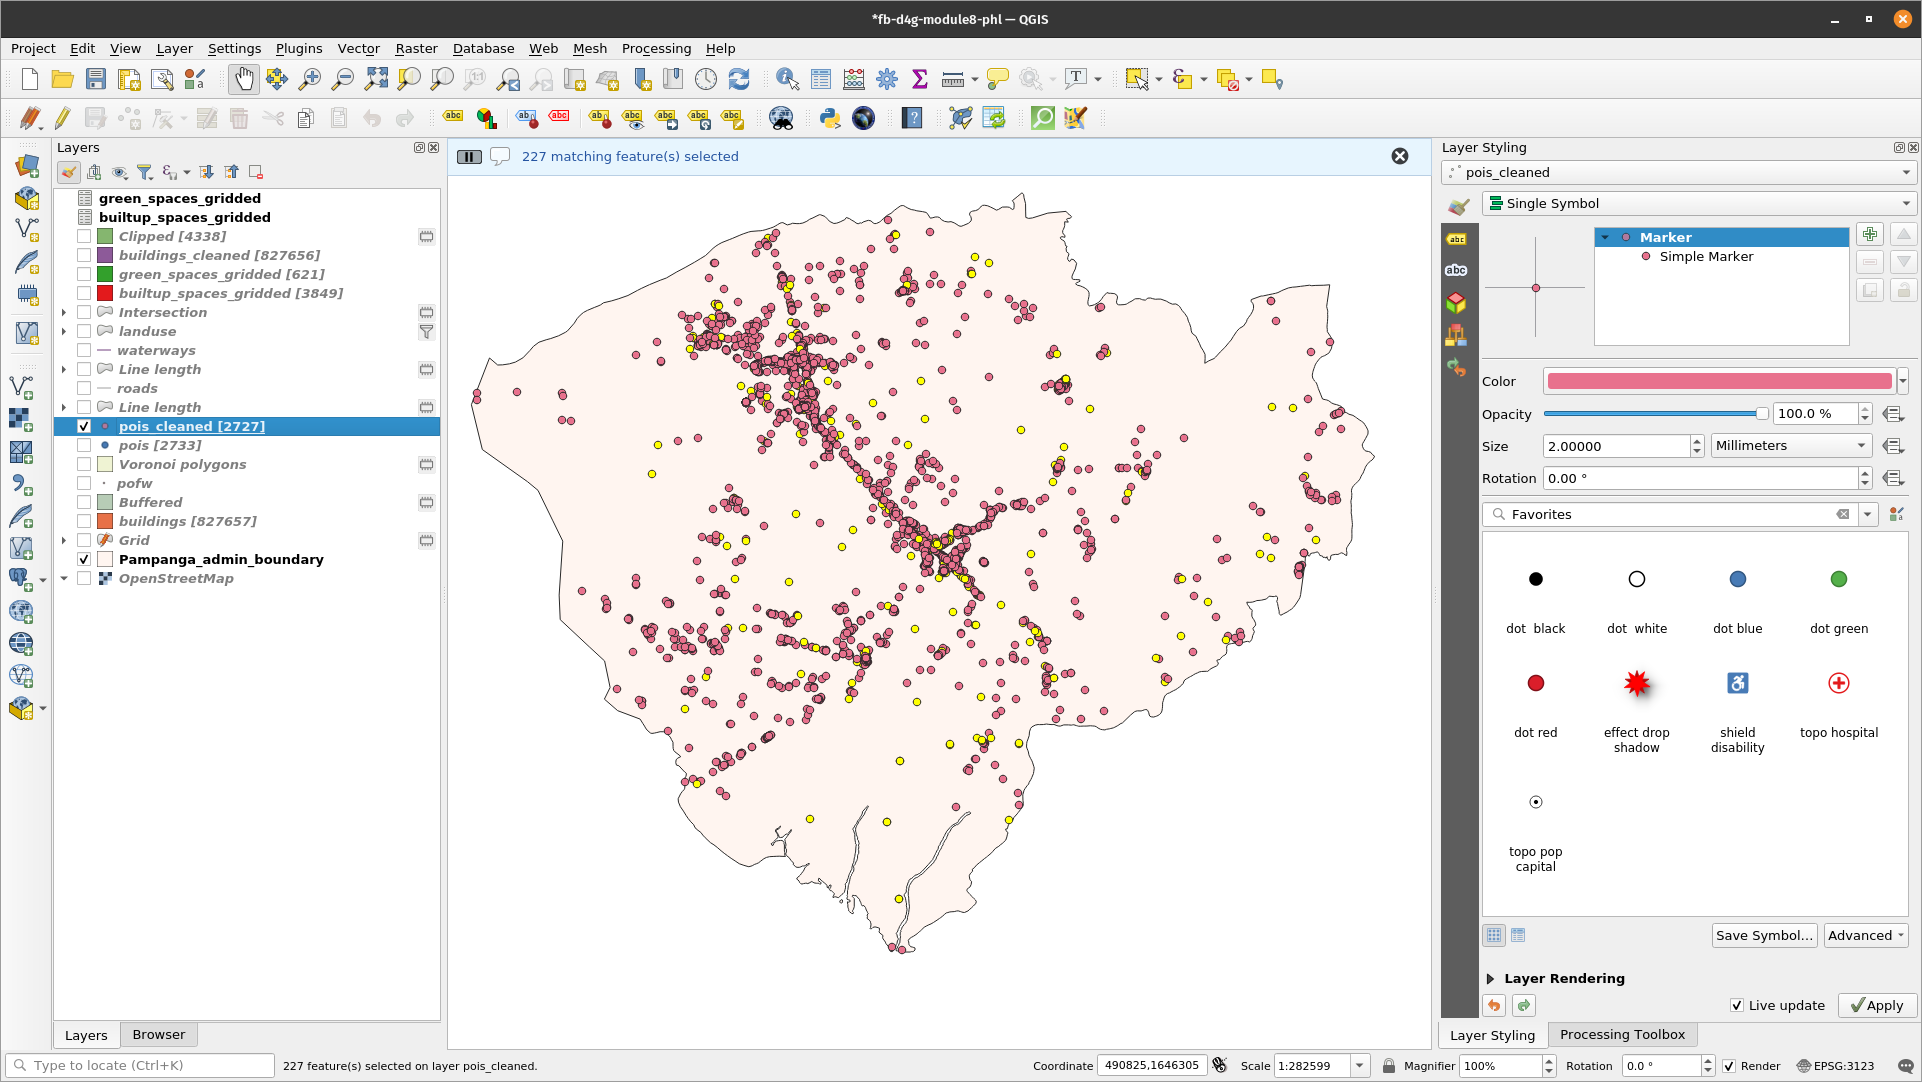 *fb-d4g-module8-phl — QGIS
Project Edit View Layer Settings Plugins Vector Raster Database Web Mesh Processing Help
Layers
green_spaces_gridded
builtup_spaces_gridded
Clipped [4338]
buildings_cleaned [827656]
green_spaces_gridded [621]
builtup_spaces_gridded [3849]
Intersection
landuse
waterways
Line length
roads
Line length
pois_cleaned [2727]
pois [2733]
Voronoi polygons
pofw
Buffered
buildings [827657]
Grid
Pampanga_admin_boundary
OpenStreetMap
Layers Browser
227 matching feature(s) selected
Layer Styling
pois_cleaned
Single Symbol
Marker
Simple Marker
Color
Opacity 100.0 %
Size 2.00000 Millimeters
Rotation 0.00 °
Favorites
dot black dot white dot blue dot green
dot red effect drop shadow shield disability topo hospital
topo pop capital
Save Symbol... Advanced
Layer Rendering
Live update Apply
Layer Styling Processing Toolbox
Type to locate (Ctrl+K) 227 feature(s) selected on layer pois_cleaned. Coordinate 490825,1646305 Scale 1:282599 Magnifier 100% Rotation 0.0 ° Render EPSG:3123